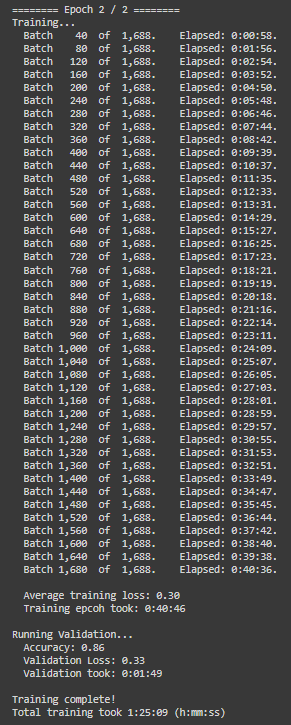 ======== Epoch 2 / 2 ========
Training...
  Batch    40  of  1,688.    Elapsed: 0:00:58.
  Batch    80  of  1,688.    Elapsed: 0:01:56.
  Batch   120  of  1,688.    Elapsed: 0:02:54.
  Batch   160  of  1,688.    Elapsed: 0:03:52.
  Batch   200  of  1,688.    Elapsed: 0:04:50.
  Batch   240  of  1,688.    Elapsed: 0:05:48.
  Batch   280  of  1,688.    Elapsed: 0:06:46.
  Batch   320  of  1,688.    Elapsed: 0:07:44.
  Batch   360  of  1,688.    Elapsed: 0:08:42.
  Batch   400  of  1,688.    Elapsed: 0:09:39.
  Batch   440  of  1,688.    Elapsed: 0:10:37.
  Batch   480  of  1,688.    Elapsed: 0:11:35.
  Batch   520  of  1,688.    Elapsed: 0:12:33.
  Batch   560  of  1,688.    Elapsed: 0:13:31.
  Batch   600  of  1,688.    Elapsed: 0:14:29.
  Batch   640  of  1,688.    Elapsed: 0:15:27.
  Batch   680  of  1,688.    Elapsed: 0:16:25.
  Batch   720  of  1,688.    Elapsed: 0:17:23.
  Batch   760  of  1,688.    Elapsed: 0:18:21.
  Batch   800  of  1,688.    Elapsed: 0:19:19.
  Batch   840  of  1,688.    Elapsed: 0:20:18.
  Batch   880  of  1,688.    Elapsed: 0:21:16.
  Batch   920  of  1,688.    Elapsed: 0:22:14.
  Batch   960  of  1,688.    Elapsed: 0:23:11.
  Batch 1,000  of  1,688.    Elapsed: 0:24:09.
  Batch 1,040  of  1,688.    Elapsed: 0:25:07.
  Batch 1,080  of  1,688.    Elapsed: 0:26:05.
  Batch 1,120  of  1,688.    Elapsed: 0:27:03.
  Batch 1,160  of  1,688.    Elapsed: 0:28:01.
  Batch 1,200  of  1,688.    Elapsed: 0:28:59.
  Batch 1,240  of  1,688.    Elapsed: 0:29:57.
  Batch 1,280  of  1,688.    Elapsed: 0:30:55.
  Batch 1,320  of  1,688.    Elapsed: 0:31:53.
  Batch 1,360  of  1,688.    Elapsed: 0:32:51.
  Batch 1,400  of  1,688.    Elapsed: 0:33:49.
  Batch 1,440  of  1,688.    Elapsed: 0:34:47.
  Batch 1,480  of  1,688.    Elapsed: 0:35:45.
  Batch 1,520  of  1,688.    Elapsed: 0:36:44.
  Batch 1,560  of  1,688.    Elapsed: 0:37:42.
  Batch 1,600  of  1,688.    Elapsed: 0:38:40.
  Batch 1,640  of  1,688.    Elapsed: 0:39:38.
  Batch 1,680  of  1,688.    Elapsed: 0:40:36.

  Average training loss: 0.30
  Training epcoh took: 0:40:46

Running Validation...
  Accuracy: 0.86
  Validation Loss: 0.33
  Validation took: 0:01:49

Training complete!
Total training took 1:25:09 (h:mm:ss)